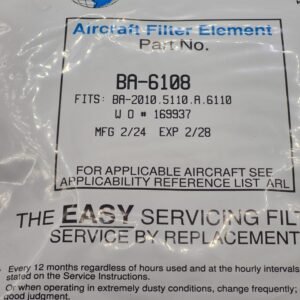 Aircraft Filter Element
Part No.
BA-6108
FITS: BA-2010.5110.A.6110
W O # 169937
MFG 2/24 EXP 2/28
FOR APPLICABLE AIRCRAFT SEE
APPLICABILITY REFERENCE LIST ARL
THE EASY SERVICING FIL
SERVICE BY REPLACEMENT
Every 12 months regardless of hours used and at the hourly intervals
stated on the Service Instructions.
Or when operating in extremely dusty conditions, change frequently;
good judgment.